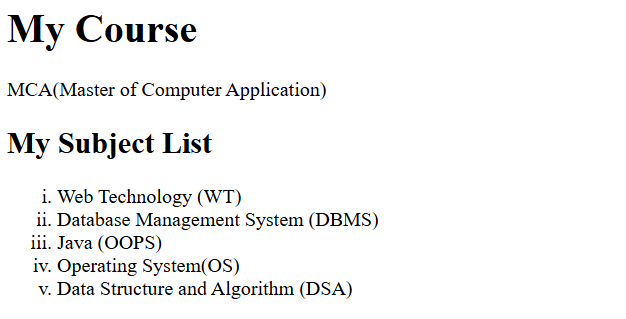 My Course
MCA(Master of Computer Application)
My Subject List
i. Web Technology (WT)
ii. Database Management System (DBMS)
iii. Java (OOPS)
iv. Operating System(OS)
v. Data Structure and Algorithm (DSA)